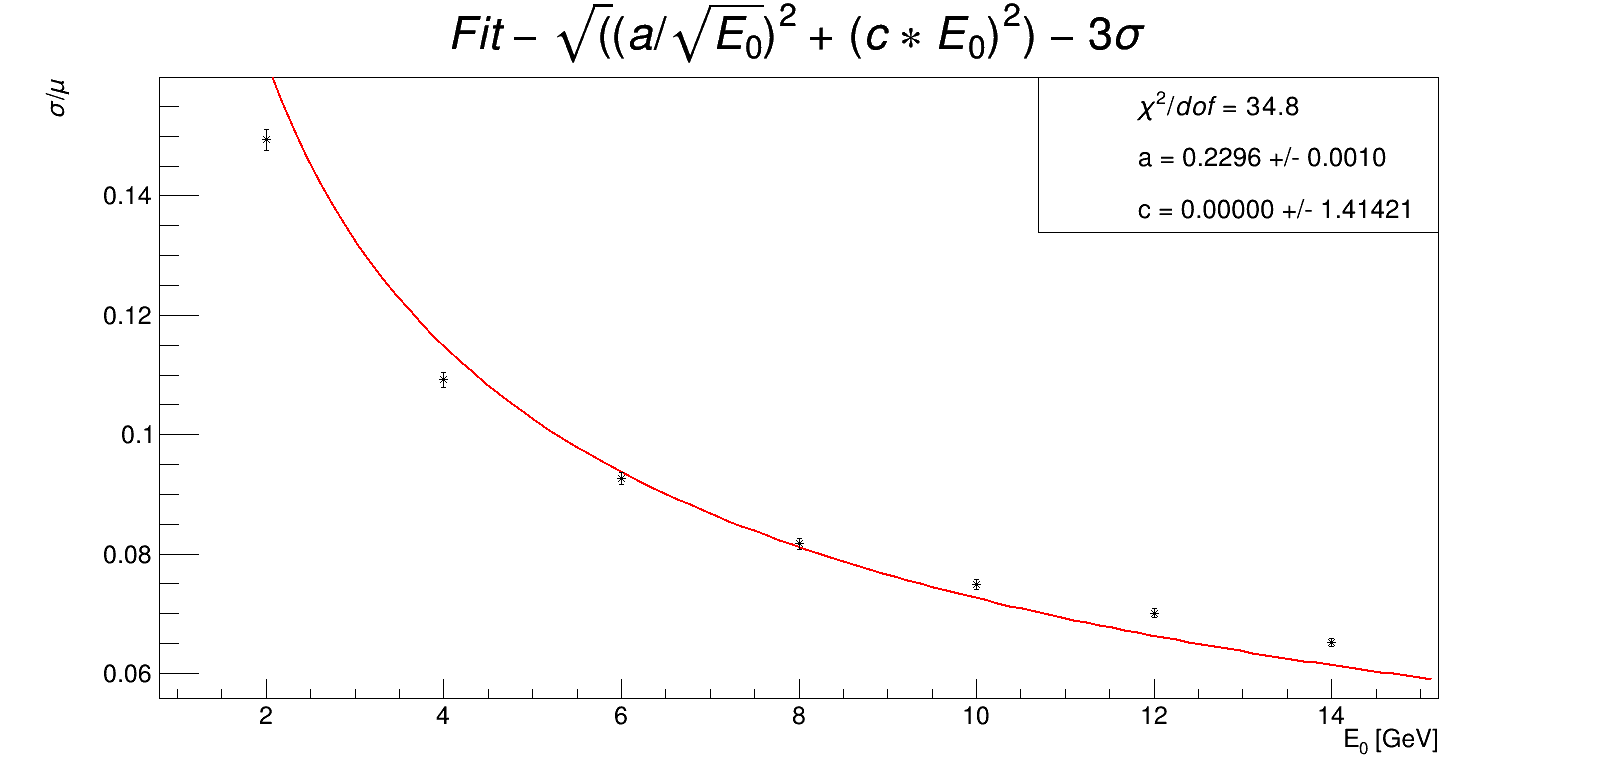 Fit – √((a/√E₀)² + (c * E₀)²) – 3σ
σ/μ
χ²/dof = 34.8
a = 0.2296 +/- 0.0010
c = 0.00000 +/- 1.41421
0.14
0.12
0.1
0.08
0.06
2 4 6 8 10 12 14
E₀ [GeV]